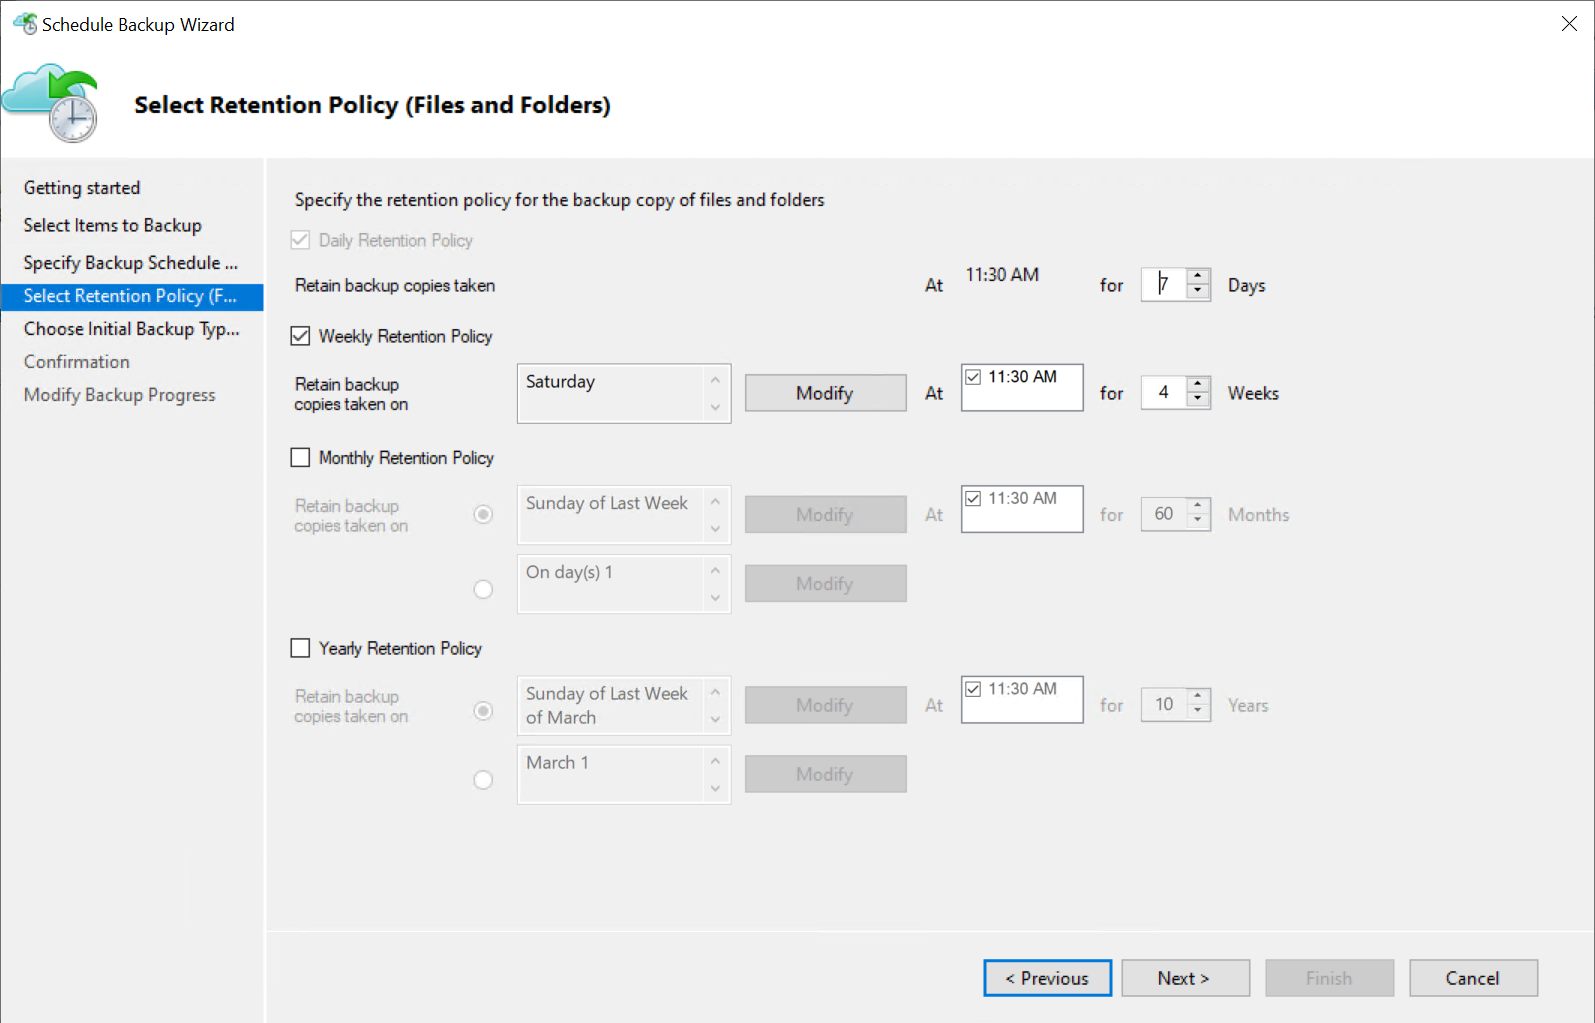 Schedule Backup Wizard
Select Retention Policy (Files and Folders)
Getting started
Select Items to Backup
Specify Backup Schedule ...
Select Retention Policy (F...
Choose Initial Backup Typ...
Confirmation
Modify Backup Progress
Specify the retention policy for the backup copy of files and folders
Daily Retention Policy
Retain backup copies taken At 11:30 AM for 7 Days
Weekly Retention Policy
Retain backup
copies taken on
Saturday Modify At 11:30 AM for 4 Weeks
Monthly Retention Policy
Retain backup
copies taken on
Sunday of Last Week Modify At 11:30 AM for 60 Months
On day(s) 1 Modify
Yearly Retention Policy
Retain backup
copies taken on
Sunday of Last Week
of March
Modify At 11:30 AM for 10 Years
March 1 Modify
< Previous Next > Finish Cancel